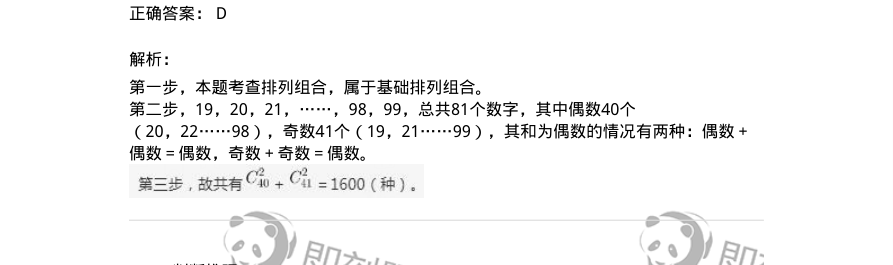 正确答案： D
解析：
第一步，本题考查排列组合，属于基础排列组合。
第二步，19，20，21，……，98，99，总共81个数字，其中偶数40个
（20，22……98），奇数41个（19，21……99），其和为偶数的情况有两种：偶数+
偶数=偶数，奇数+奇数=偶数。
第三步，故共有 C²₄₀ + C²₄₁ =1600（种）。